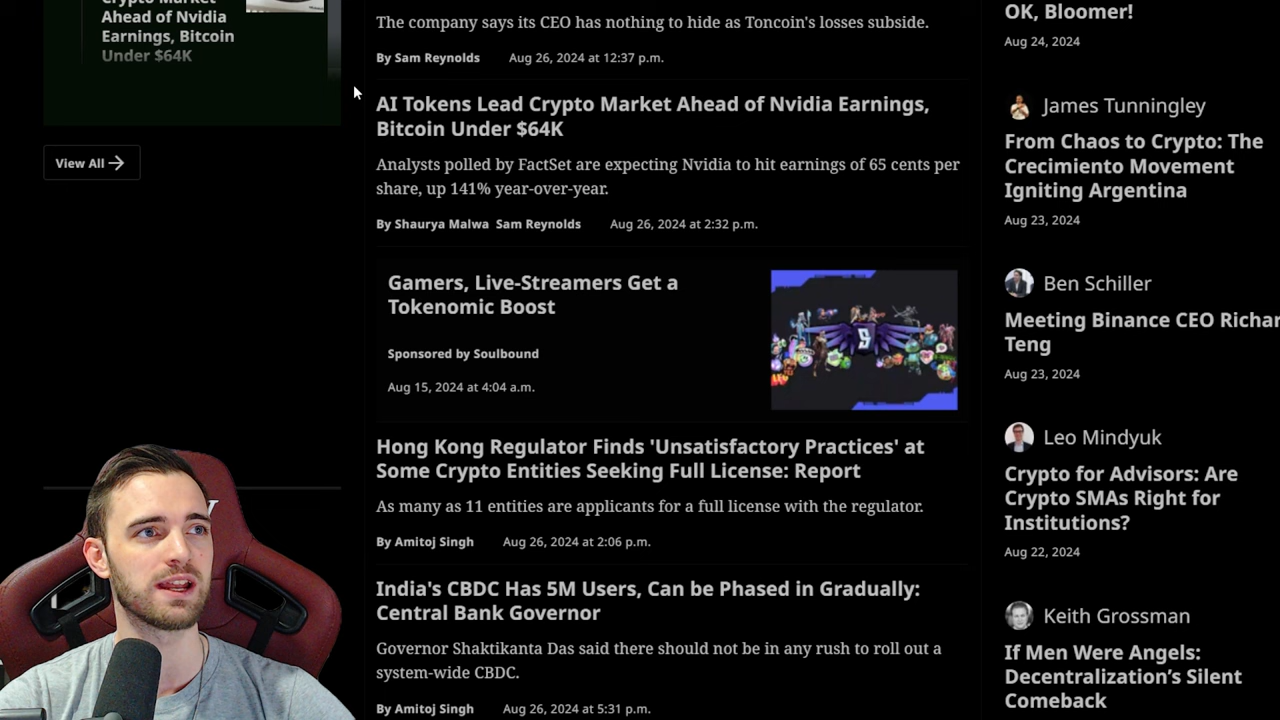 Crypto Market
Ahead of Nvidia
Earnings, Bitcoin
Under $64K
View All
The company says its CEO has nothing to hide as Toncoin's losses subside.
By Sam Reynolds Aug 26, 2024 at 12:37 p.m.
AI Tokens Lead Crypto Market Ahead of Nvidia Earnings,
Bitcoin Under $64K
Analysts polled by FactSet are expecting Nvidia to hit earnings of 65 cents per
share, up 141% year-over-year.
By Shaurya Malwa Sam Reynolds Aug 26, 2024 at 2:32 p.m.
Gamers, Live-Streamers Get a
Tokenomic Boost
Sponsored by Soulbound
Aug 15, 2024 at 4:04 a.m.
Hong Kong Regulator Finds 'Unsatisfactory Practices' at
Some Crypto Entities Seeking Full License: Report
As many as 11 entities are applicants for a full license with the regulator.
By Amitoj Singh Aug 26, 2024 at 2:06 p.m.
India's CBDC Has 5M Users, Can be Phased in Gradually:
Central Bank Governor
Governor Shaktikanta Das said there should not be in any rush to roll out a
system-wide CBDC.
By Amitoj Singh Aug 26, 2024 at 5:31 p.m.
OK, Bloomer!
Aug 24, 2024
James Tunningley
From Chaos to Crypto: The
Crecimiento Movement
Igniting Argentina
Aug 23, 2024
Ben Schiller
Meeting Binance CEO Richar
Teng
Aug 23, 2024
Leo Mindyuk
Crypto for Advisors: Are
Crypto SMAs Right for
Institutions?
Aug 22, 2024
Keith Grossman
If Men Were Angels:
Decentralization’s Silent
Comeback